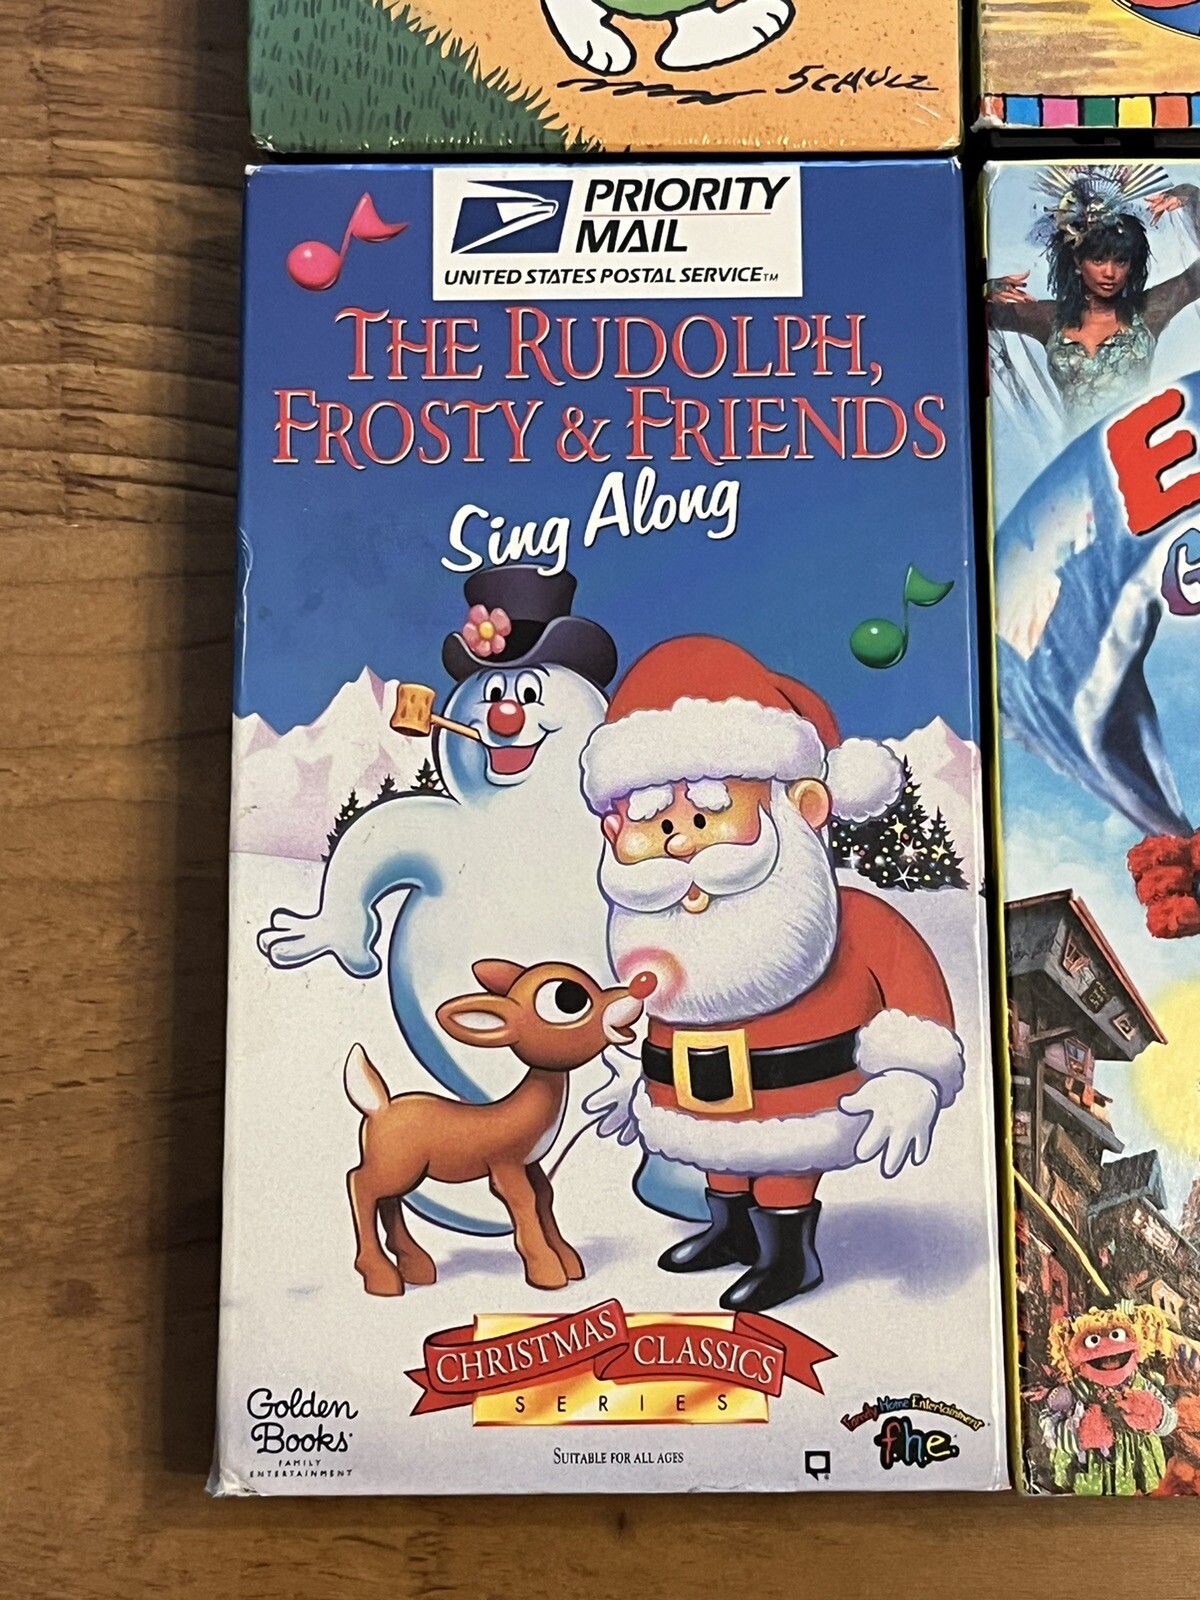 SCHULZ
PRIORITY
MAIL
UNITED STATES POSTAL SERVICE™
THE RUDOLPH,
FROSTY & FRIENDS
Sing Along
E
CHRISTMAS CLASSICS
SERIES
Golden
Books®
FAMILY
ENTERTAINMENT
SUITABLE FOR ALL AGES
Family Home Entertainment
f.h.e.